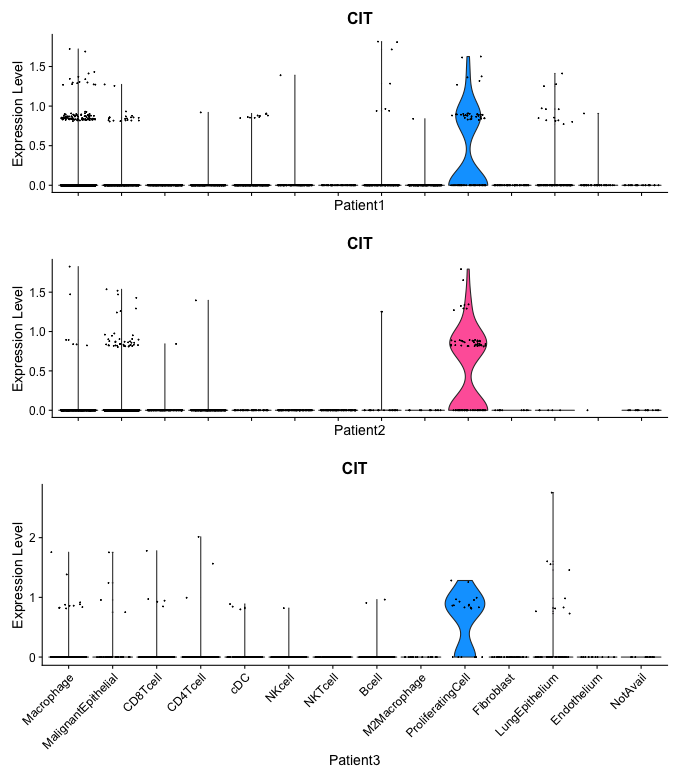 CIT
Expression Level
1.5
1.0
0.5
0.0
Patient1
CIT
Expression Level
1.5
1.0
0.5
0.0
Patient2
CIT
Expression Level
2
1
0
Macrophage
MalignantEpithelial
CD8Tcell
CD4Tcell
cDC
NKcell
NKTcell
Bcell
M2Macrophage
ProliferatingCell
Fibroblast
LungEpithelium
Endothelium
NotAvail
Patient3